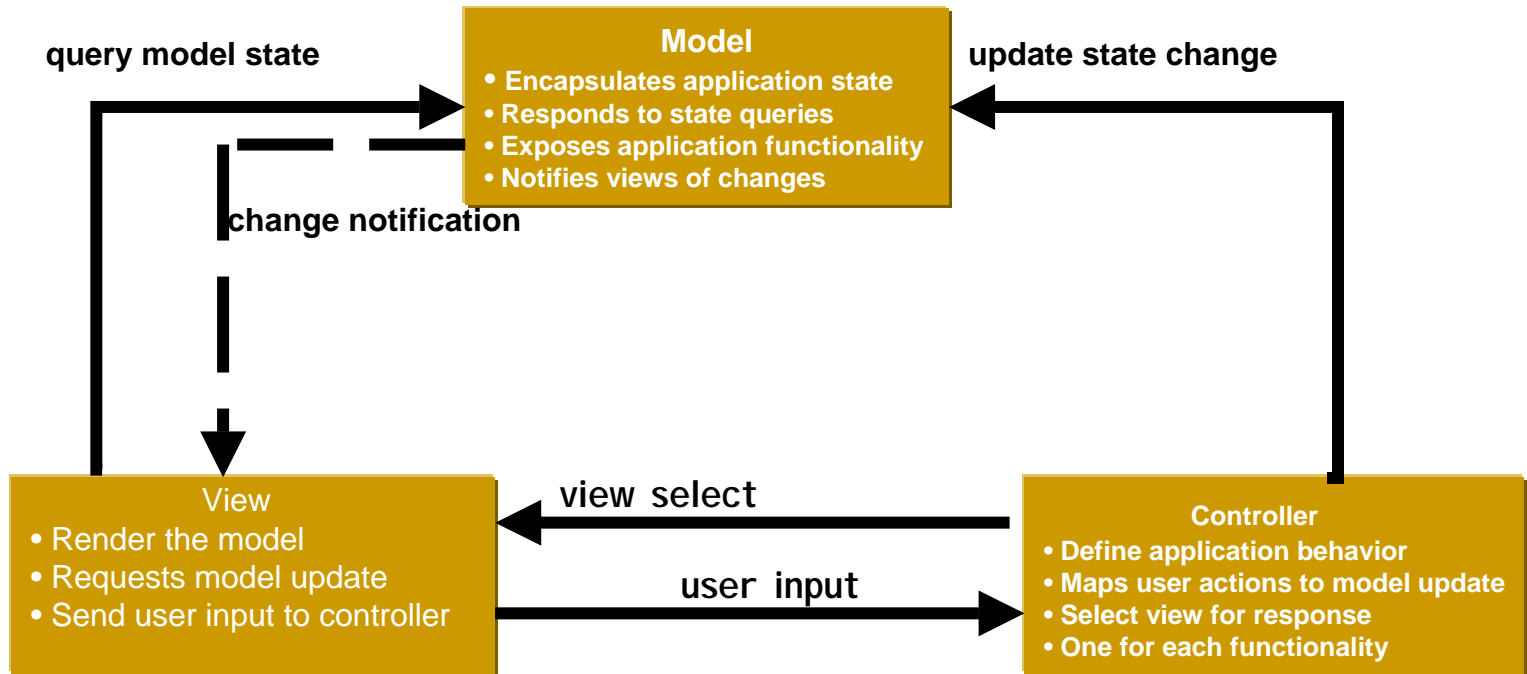 query model state
Model
• Encapsulates application state
• Responds to state queries
• Exposes application functionality
• Notifies views of changes
update state change
change notification
view select
user input
View
• Render the model
• Requests model update
• Send user input to controller
Controller
• Define application behavior
• Maps user actions to model update
• Select view for response
• One for each functionality